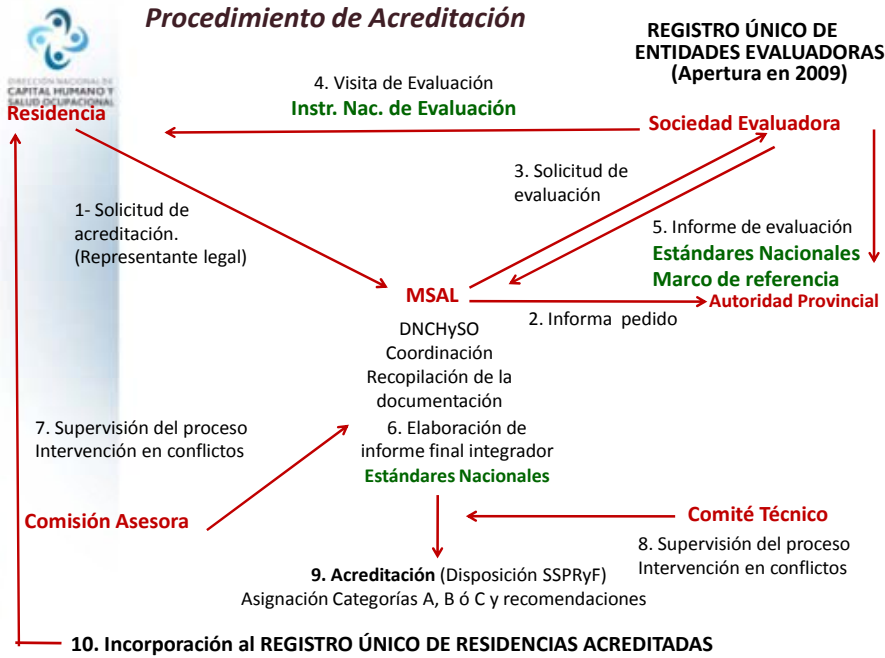 Procedimiento de Acreditación
REGISTRO ÚNICO DE
ENTIDADES EVALUADORAS
(Apertura en 2009)
DIRECCIÓN NACIONAL DE
CAPITAL HUMANO Y
SALUD OCUPACIONAL
Residencia
4. Visita de Evaluación
Instr. Nac. de Evaluación
Sociedad Evaluadora
3. Solicitud de
evaluación
1- Solicitud de
acreditación.
(Representante legal)
5. Informe de evaluación
Estándares Nacionales
Marco de referencia
MSAL
Autoridad Provincial
2. Informa pedido
DNCHySO
Coordinación
Recopilación de la
documentación
7. Supervisión del proceso
Intervención en conflictos
6. Elaboración de
informe final integrador
Estándares Nacionales
Comisión Asesora
Comité Técnico
8. Supervisión del proceso
Intervención en conflictos
9. Acreditación (Disposición SSPRyF)
Asignación Categorías A, B ó C y recomendaciones
10. Incorporación al REGISTRO ÚNICO DE RESIDENCIAS ACREDITADAS